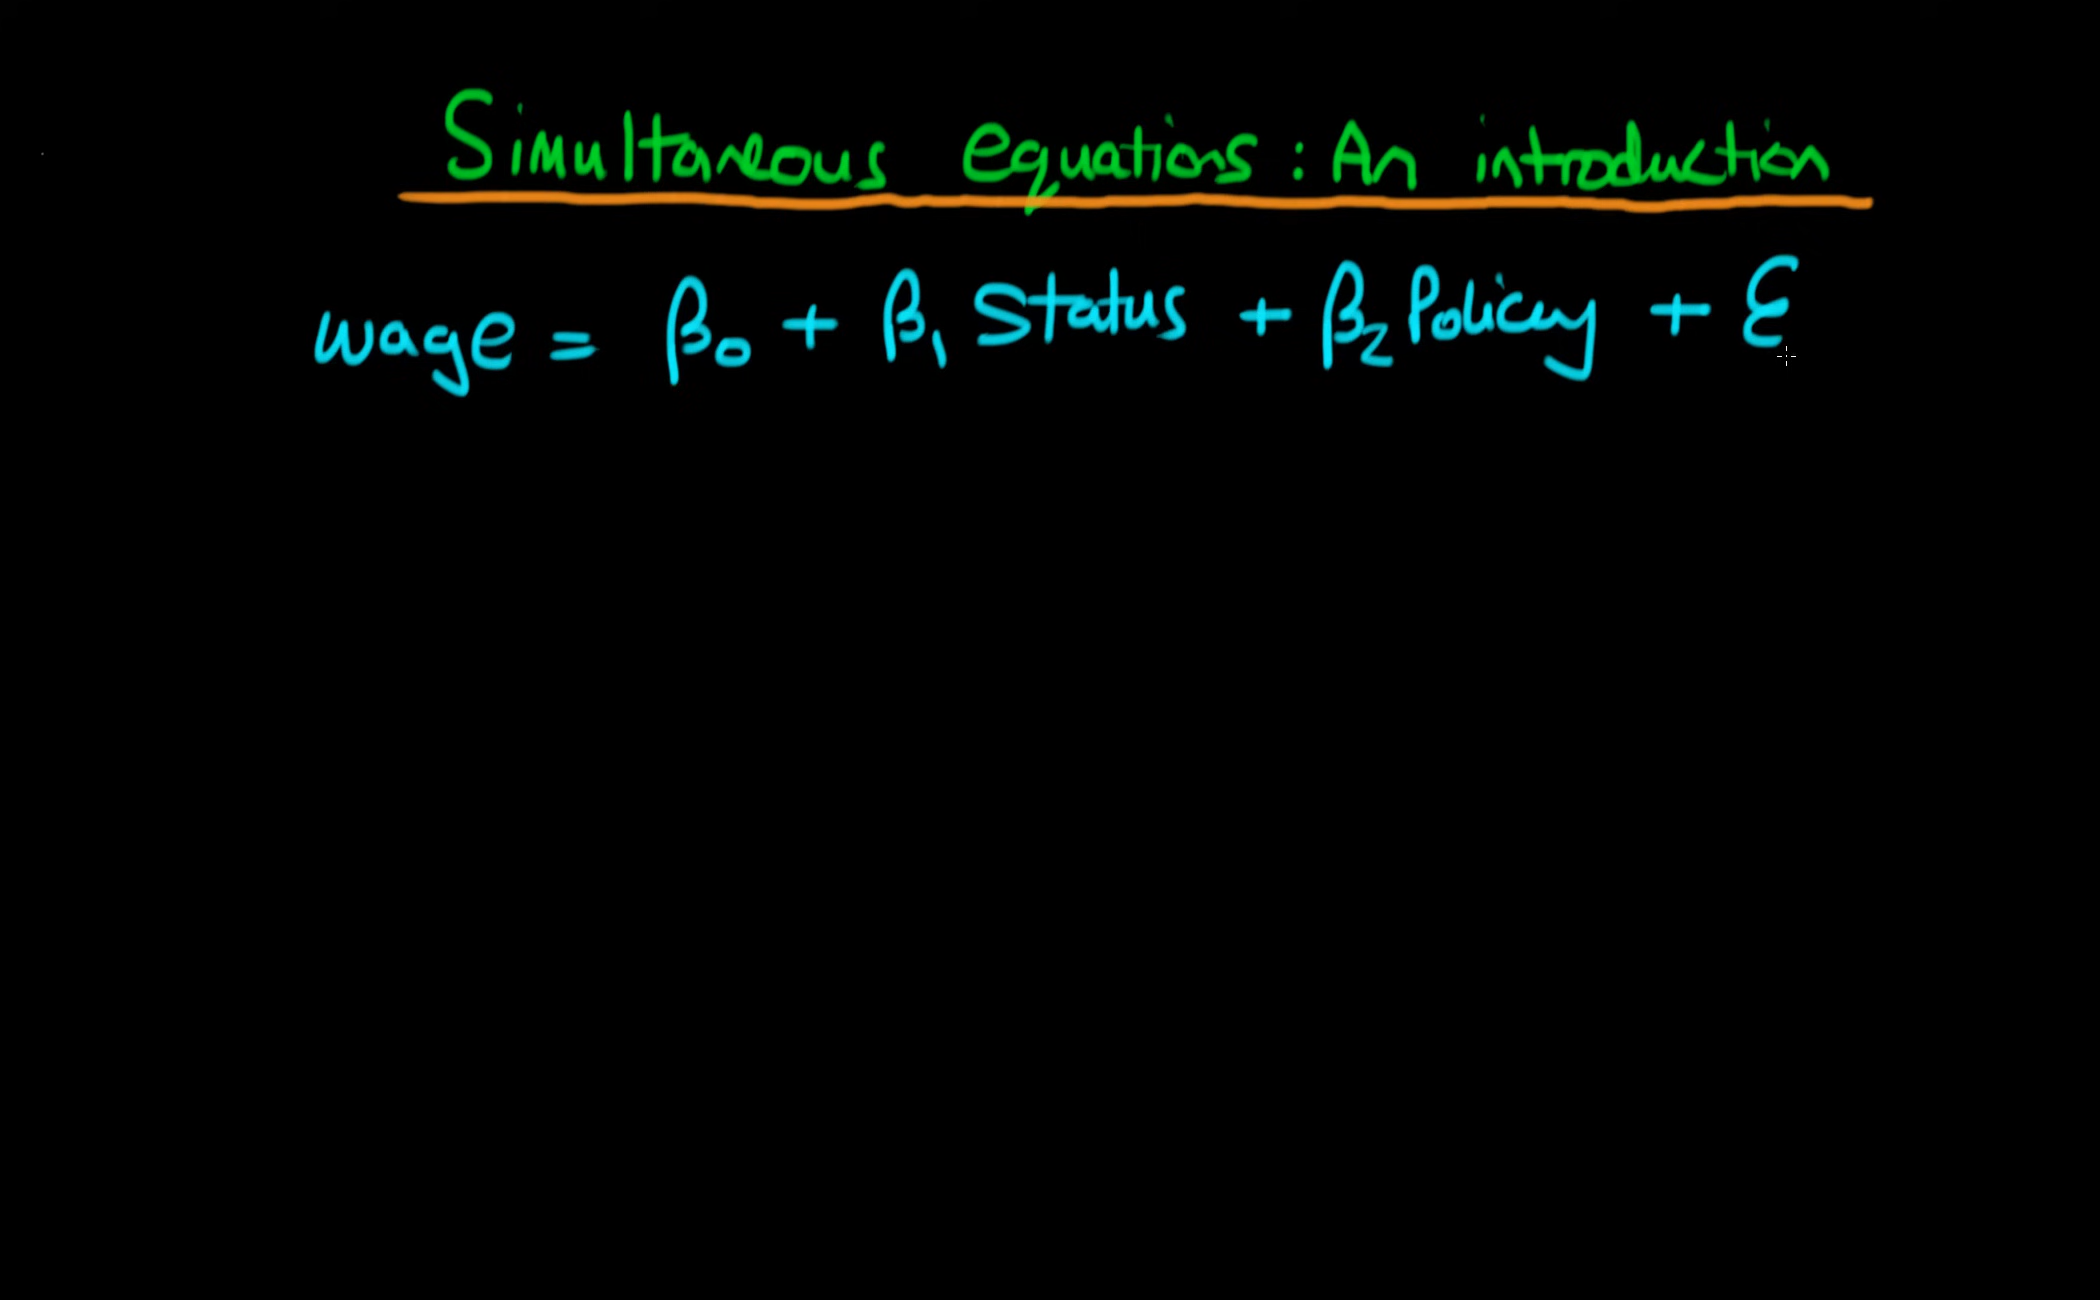 Simultaneous equations: An introduction
wage = β₀ + β₁ Status + β₂ Policy + ε